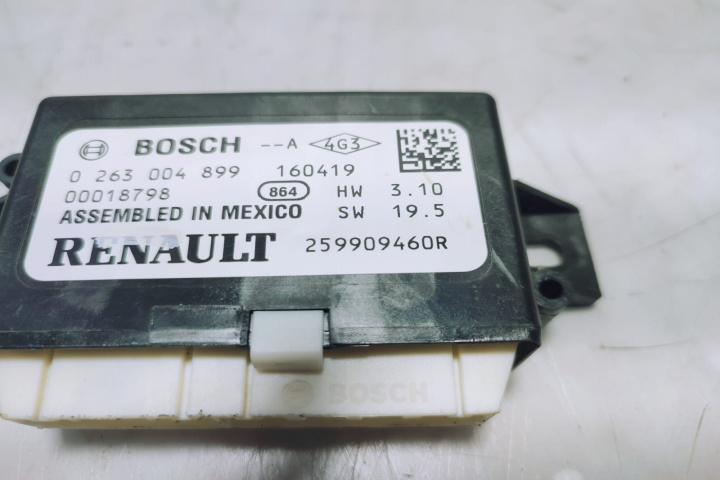 BOSCH --A 4G3
0 263 004 899 160419
00018798 864 HW 3.10
ASSEMBLED IN MEXICO SW 19.5
RENAULT 259909460R
BOSCH